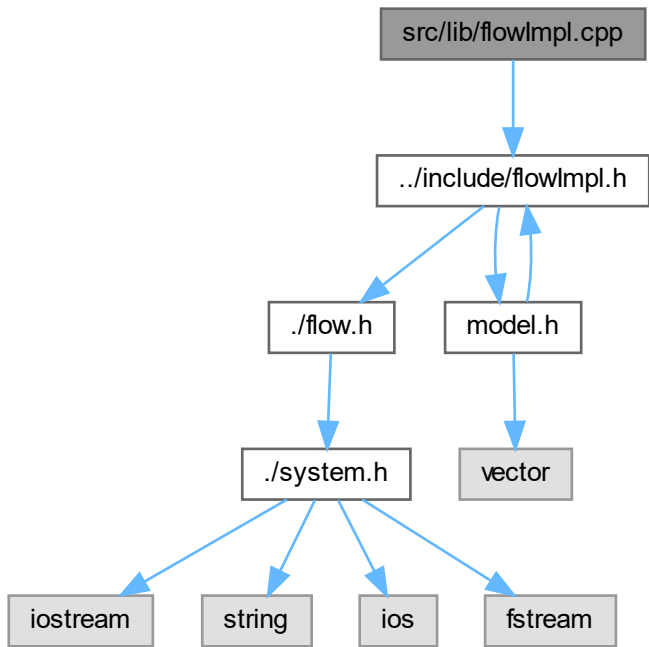 src/lib/flowImpl.cpp
../include/flowImpl.h
./flow.h
model.h
./system.h
vector
iostream
string
ios
fstream